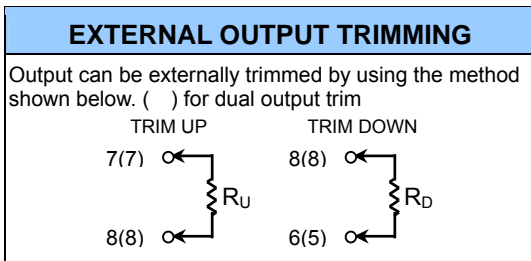 EXTERNAL OUTPUT TRIMMING
Output can be externally trimmed by using the method
shown below. (   ) for dual output trim
TRIM UP TRIM DOWN
7(7) 8(8)
RU RD
8(8) 6(5)